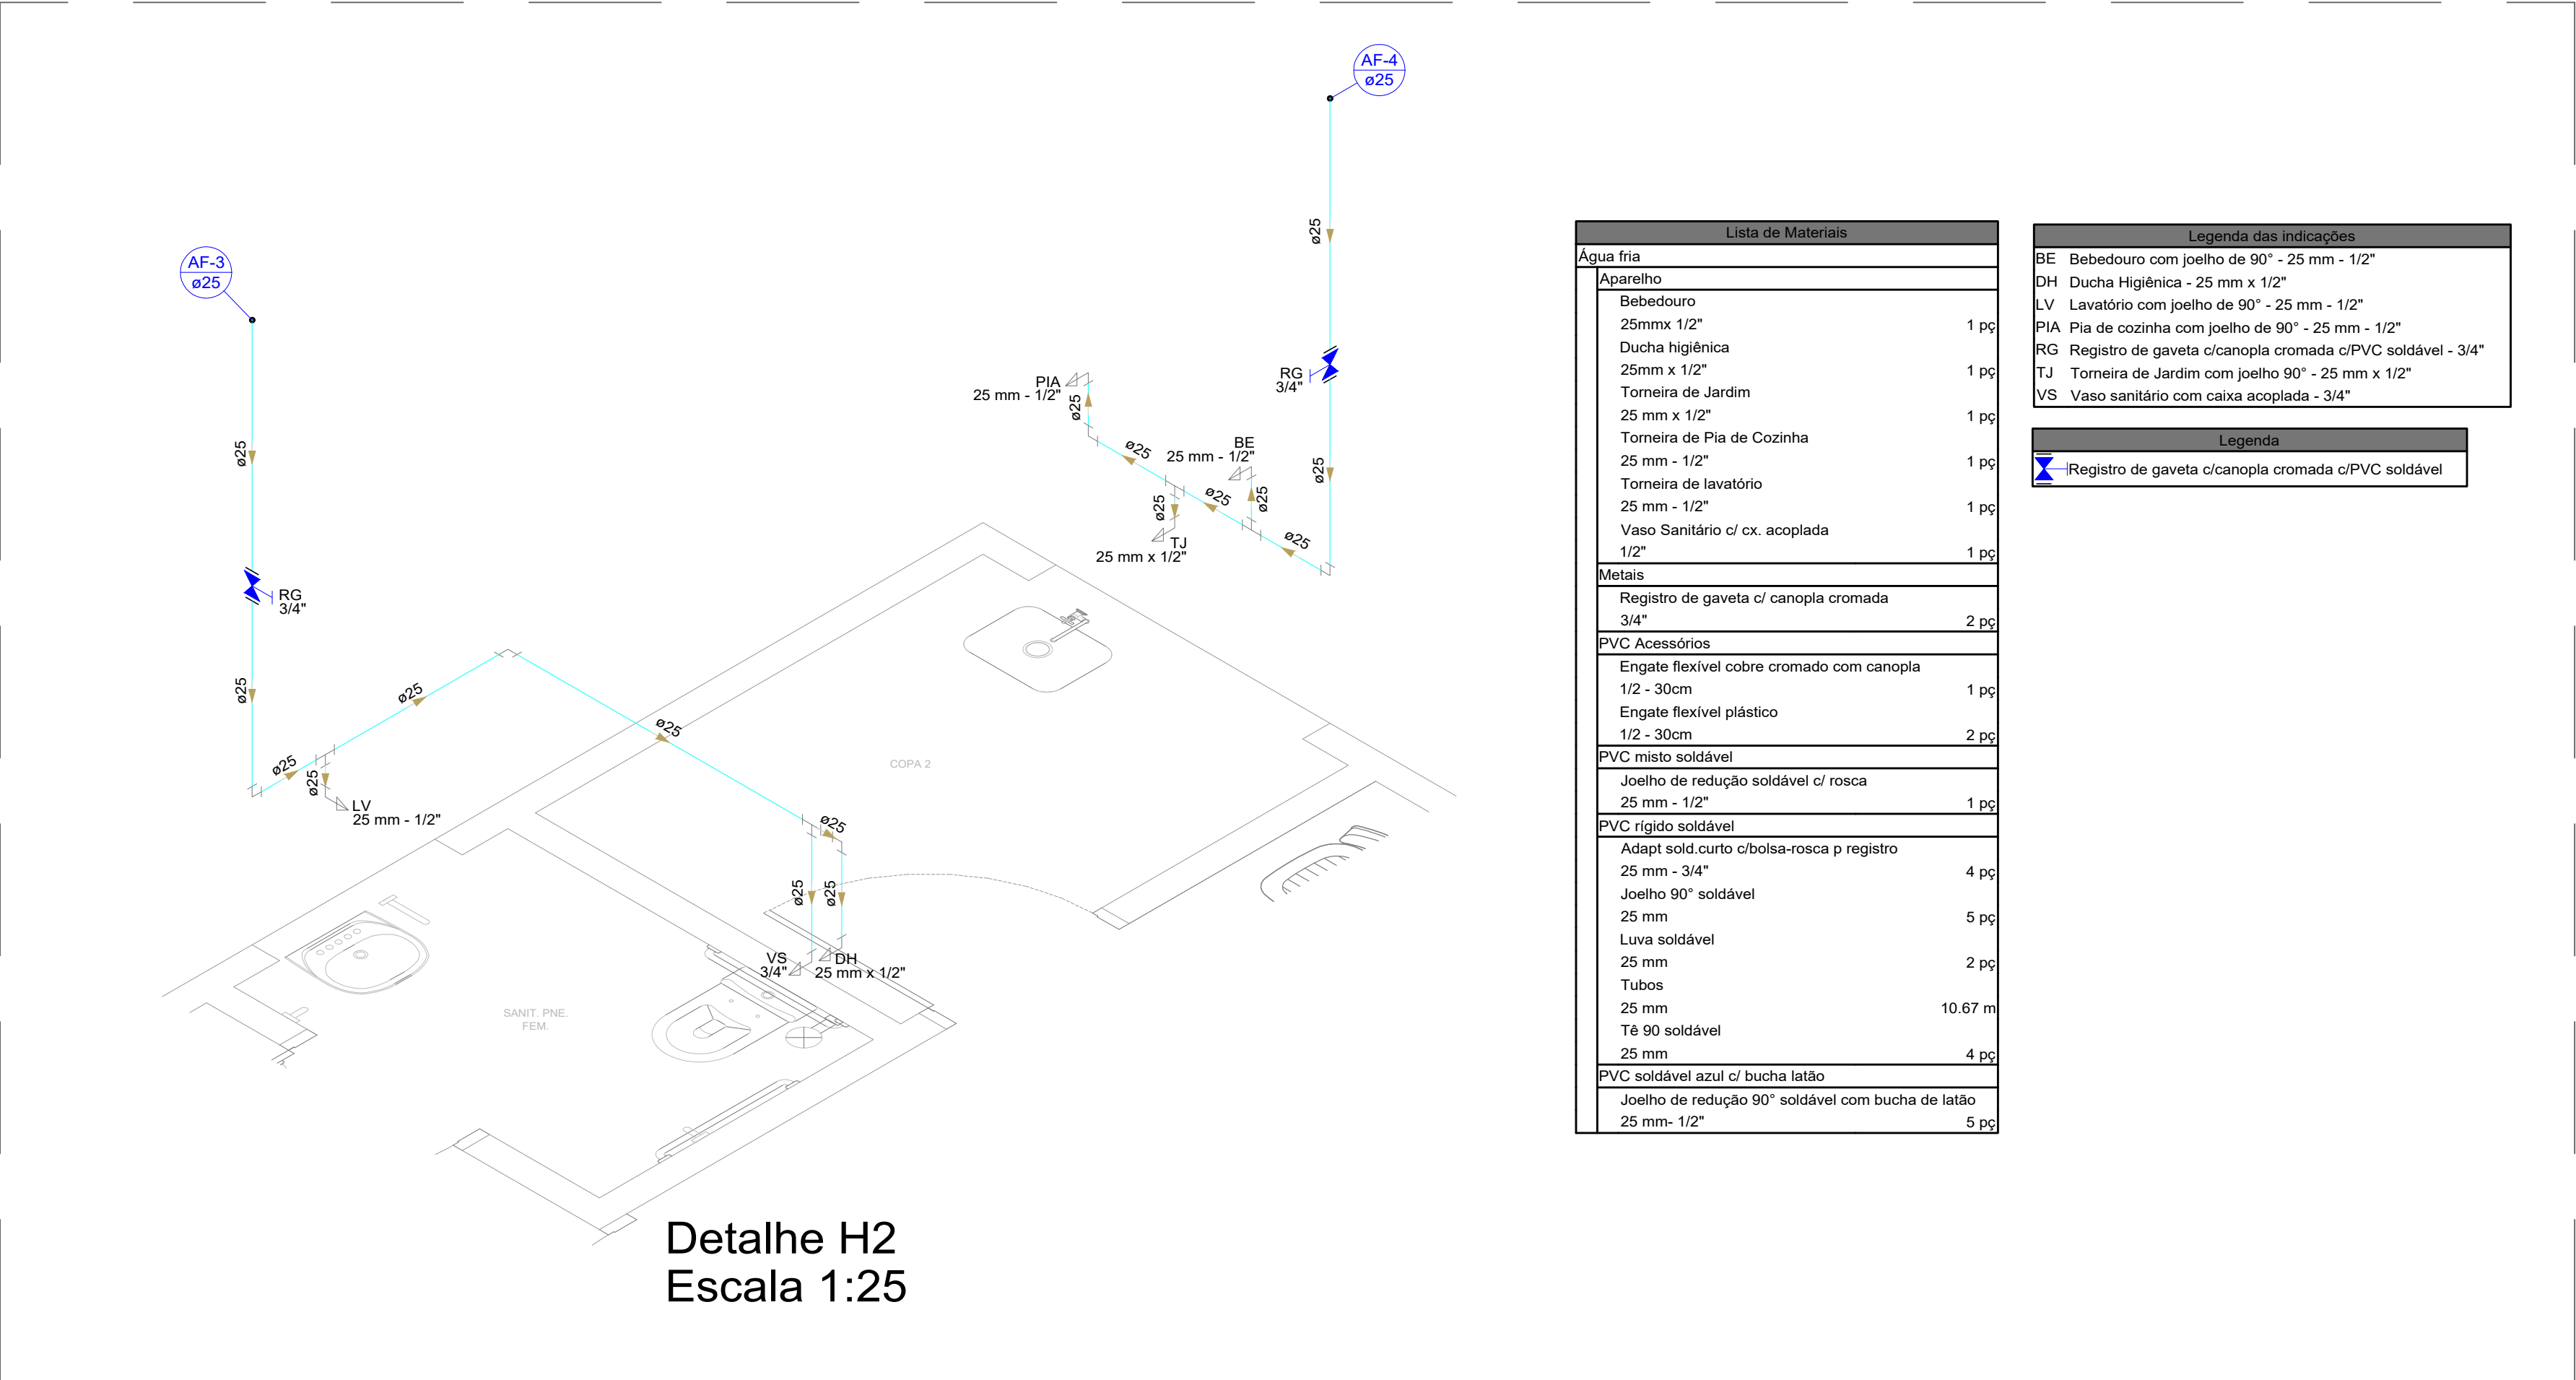 AF-4
ø25
AF-3
ø25
ø25
RG
3/4"
ø25
PIA
25 mm - 1/2"
ø25
ø25
BE
25 mm - 1/2"
ø25
ø25
ø25
TJ
25 mm x 1/2"
ø25
ø25
RG
3/4"
ø25
ø25
ø25
ø25
LV
25 mm - 1/2"
ø25
ø25
ø25
ø25
VS
3/4"
DH
25 mm x 1/2"
COPA 2
SANIT. PNE.
FEM.
Detalhe H2
Escala 1:25
Lista de Materiais
Água fria
Aparelho
Bebedouro
25mmx 1/2" 1 pç
Ducha higiênica
25mm x 1/2" 1 pç
Torneira de Jardim
25 mm x 1/2" 1 pç
Torneira de Pia de Cozinha
25 mm - 1/2" 1 pç
Torneira de lavatório
25 mm - 1/2" 1 pç
Vaso Sanitário c/ cx. acoplada
1/2" 1 pç
Metais
Registro de gaveta c/ canopla cromada
3/4" 2 pç
PVC Acessórios
Engate flexível cobre cromado com canopla
1/2 - 30cm 1 pç
Engate flexível plástico
1/2 - 30cm 2 pç
PVC misto soldável
Joelho de redução soldável c/ rosca
25 mm - 1/2" 1 pç
PVC rígido soldável
Adapt sold.curto c/bolsa-rosca p registro
25 mm - 3/4" 4 pç
Joelho 90° soldável
25 mm 5 pç
Luva soldável
25 mm 2 pç
Tubos
25 mm 10.67 m
Tê 90 soldável
25 mm 4 pç
PVC soldável azul c/ bucha latão
Joelho de redução 90° soldável com bucha de latão
25 mm- 1/2" 5 pç
Legenda das indicações
BE Bebedouro com joelho de 90° - 25 mm - 1/2"
DH Ducha Higiênica - 25 mm x 1/2"
LV Lavatório com joelho de 90° - 25 mm - 1/2"
PIA Pia de cozinha com joelho de 90° - 25 mm - 1/2"
RG Registro de gaveta c/canopla cromada c/PVC soldável - 3/4"
TJ Torneira de Jardim com joelho 90° - 25 mm x 1/2"
VS Vaso sanitário com caixa acoplada - 3/4"
Legenda
Registro de gaveta c/canopla cromada c/PVC soldável